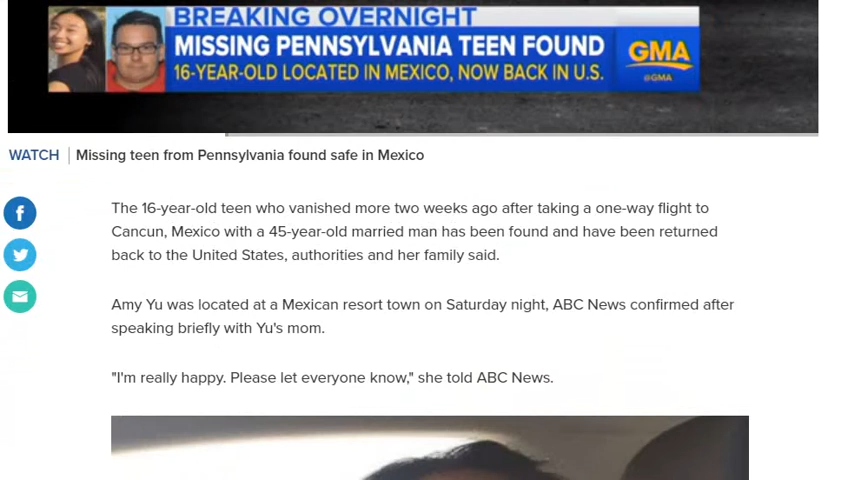 BREAKING OVERNIGHT
MISSING PENNSYLVANIA TEEN FOUND
16-YEAR-OLD LOCATED IN MEXICO, NOW BACK IN U.S.
GMA
@GMA
WATCH | Missing teen from Pennsylvania found safe in Mexico
The 16-year-old teen who vanished more two weeks ago after taking a one-way flight to
Cancun, Mexico with a 45-year-old married man has been found and have been returned
back to the United States, authorities and her family said.
Amy Yu was located at a Mexican resort town on Saturday night, ABC News confirmed after
speaking briefly with Yu's mom.
"I'm really happy. Please let everyone know," she told ABC News.